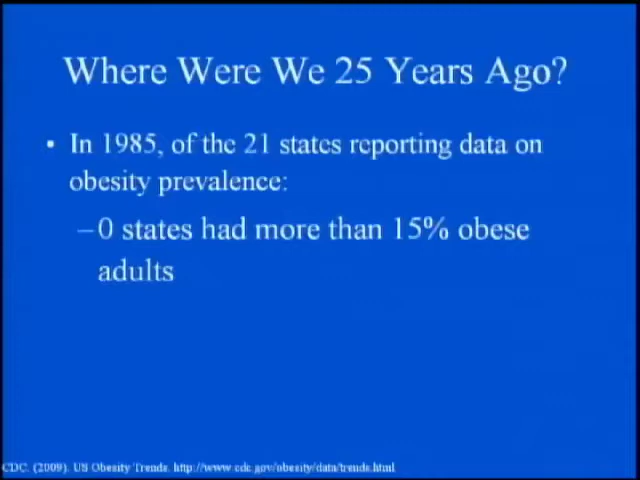 Where Were We 25 Years Ago?
• In 1985, of the 21 states reporting data on
obesity prevalence:
–0 states had more than 15% obese
adults
CDC. (2009). US Obesity Trends. http://www.cdc.gov/obesity/data/trends.html